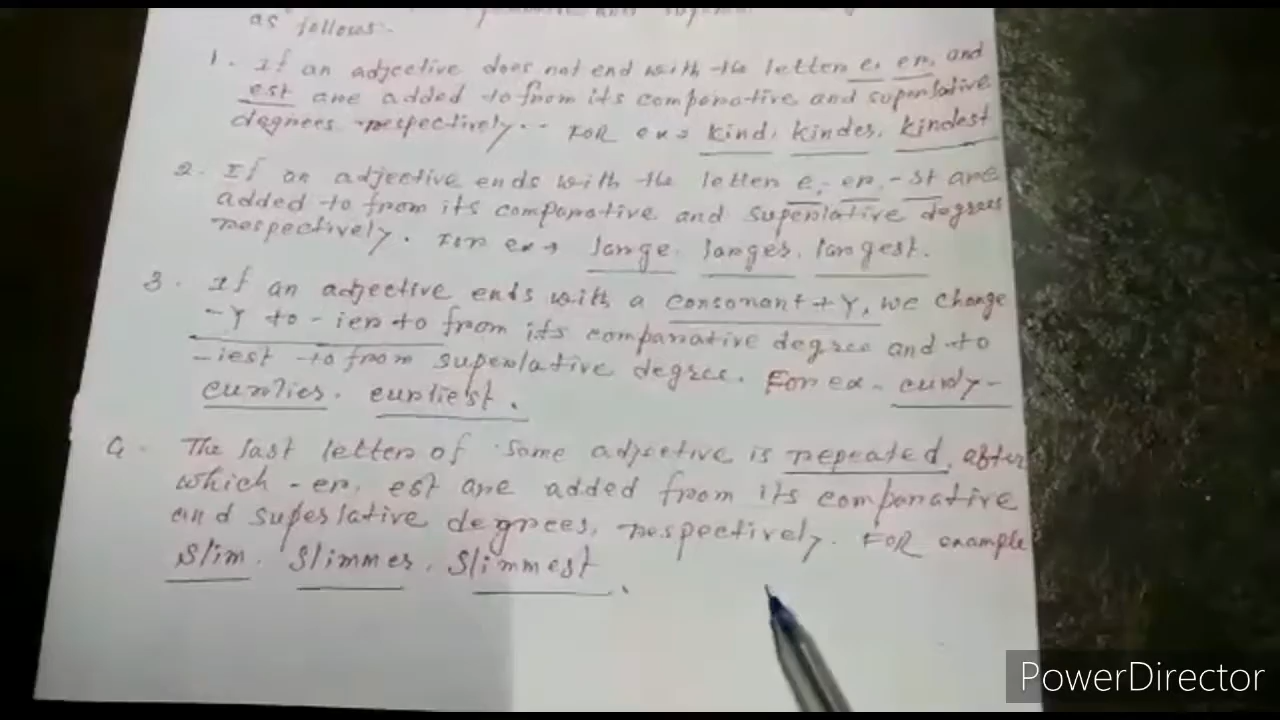 as follows:-
1. If an adjective does not end with the letter e, er, and
est are added to from its comparative and superlative
degrees respectively.. FOR ex→ kind, kinder, kindest
2. If an adjective ends with the letter e, -er, -st are
added to from its comparative and superlative degrees
respectively. For ex→ large, larger, largest.
3. If an adjective ends with a consonant + Y, we change
-Y to -ier to from its comparative degree and to
-iest to from superlative degree. For ex- curly-
curlier. curliest.
4. The last letter of some adjective is repeated, after
which -er, est are added from its comparative
and superlative degrees, respectively. FOR example
Slim. Slimmer. Slimmest.
PowerDirector